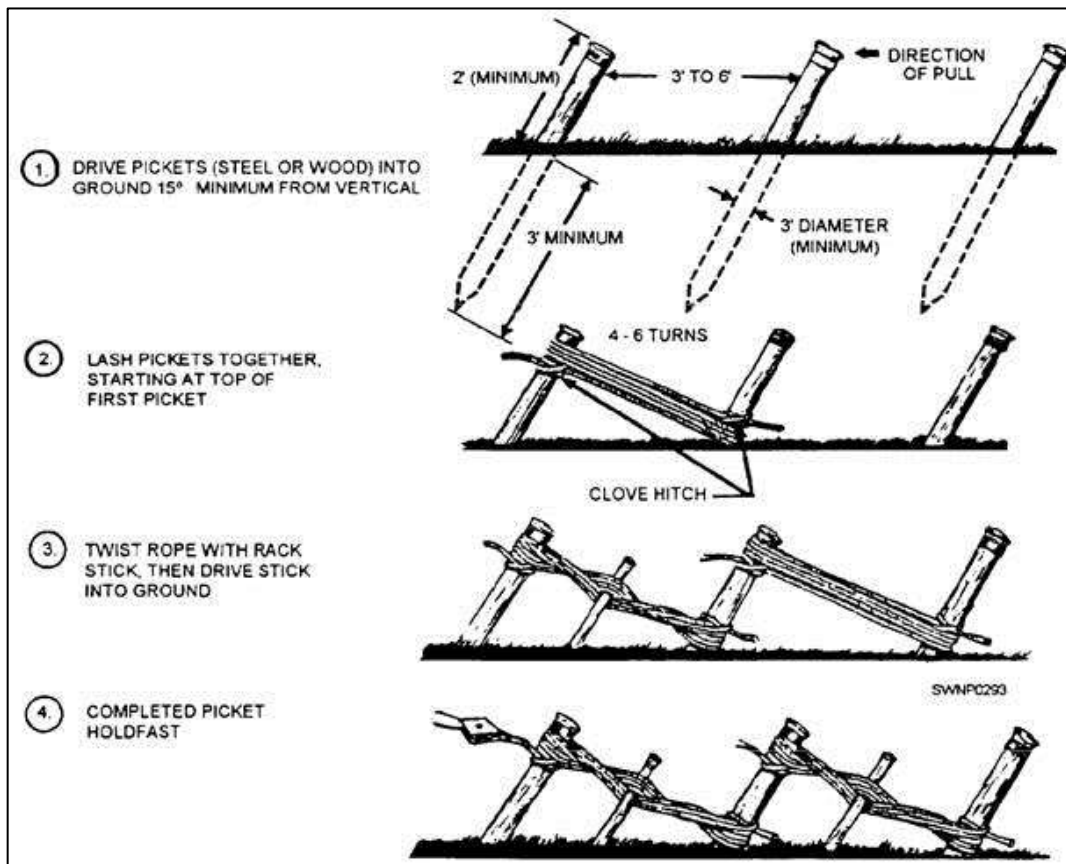 2' (MINIMUM)
3' TO 6'
DIRECTION
OF PULL
1. DRIVE PICKETS (STEEL OR WOOD) INTO
GROUND 15º MINIMUM FROM VERTICAL
3' MINIMUM
3' DIAMETER
(MINIMUM)
4 - 6 TURNS
2. LASH PICKETS TOGETHER,
STARTING AT TOP OF
FIRST PICKET
CLOVE HITCH
3. TWIST ROPE WITH RACK
STICK, THEN DRIVE STICK
INTO GROUND
SWNP0293
4. COMPLETED PICKET
HOLDFAST